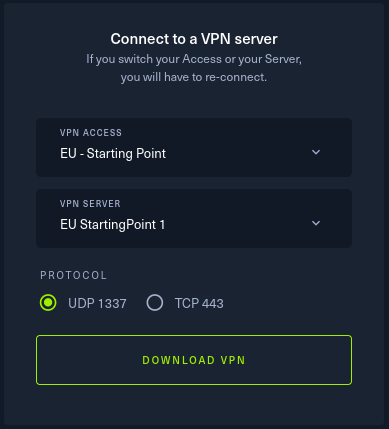 Connect to a VPN server
If you switch your Access or your Server,
you will have to re-connect.
VPN ACCESS
EU - Starting Point
VPN SERVER
EU StartingPoint 1
PROTOCOL
UDP 1337 TCP 443
DOWNLOAD VPN